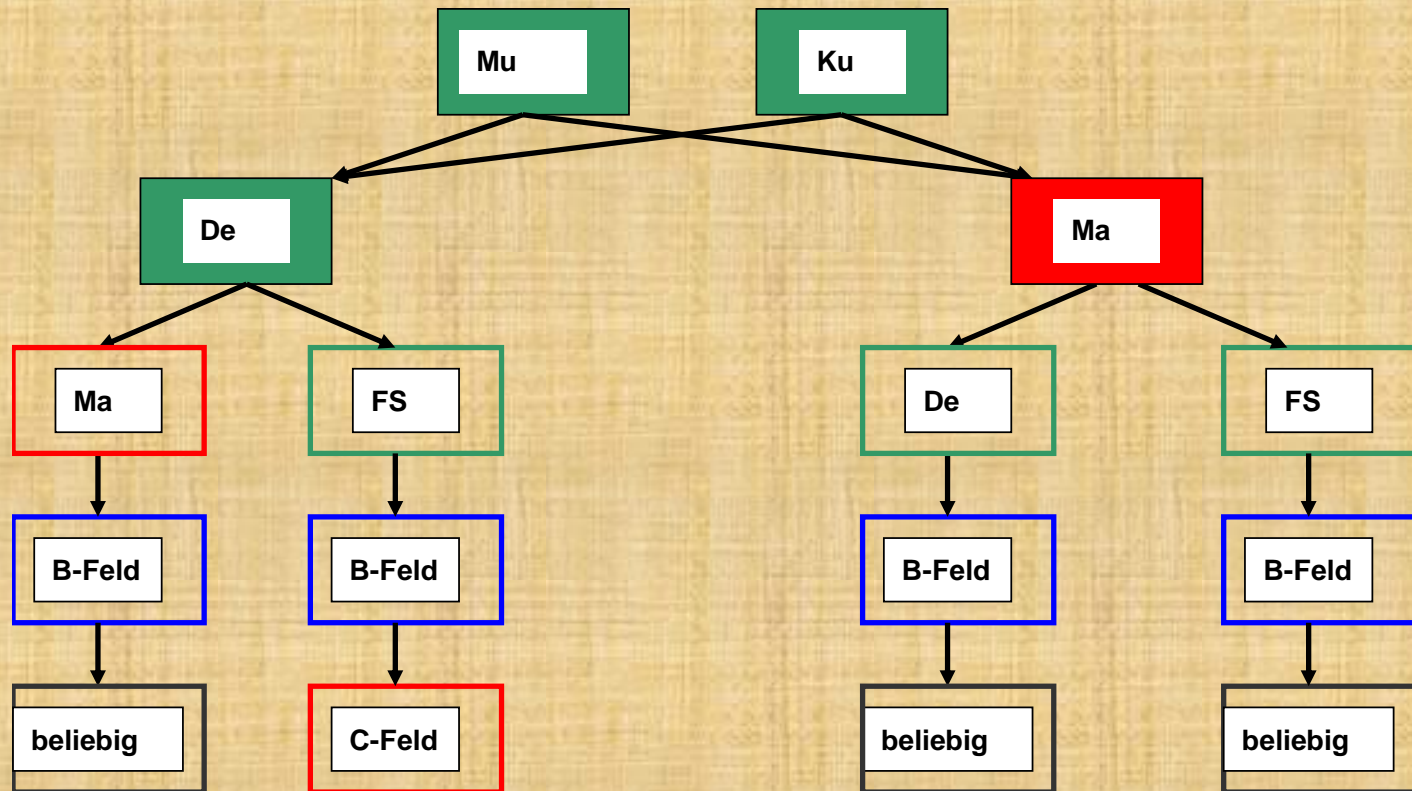 Mu
Ku
De
Ma
Ma
FS
De
FS
B-Feld
B-Feld
B-Feld
B-Feld
beliebig
C-Feld
beliebig
beliebig